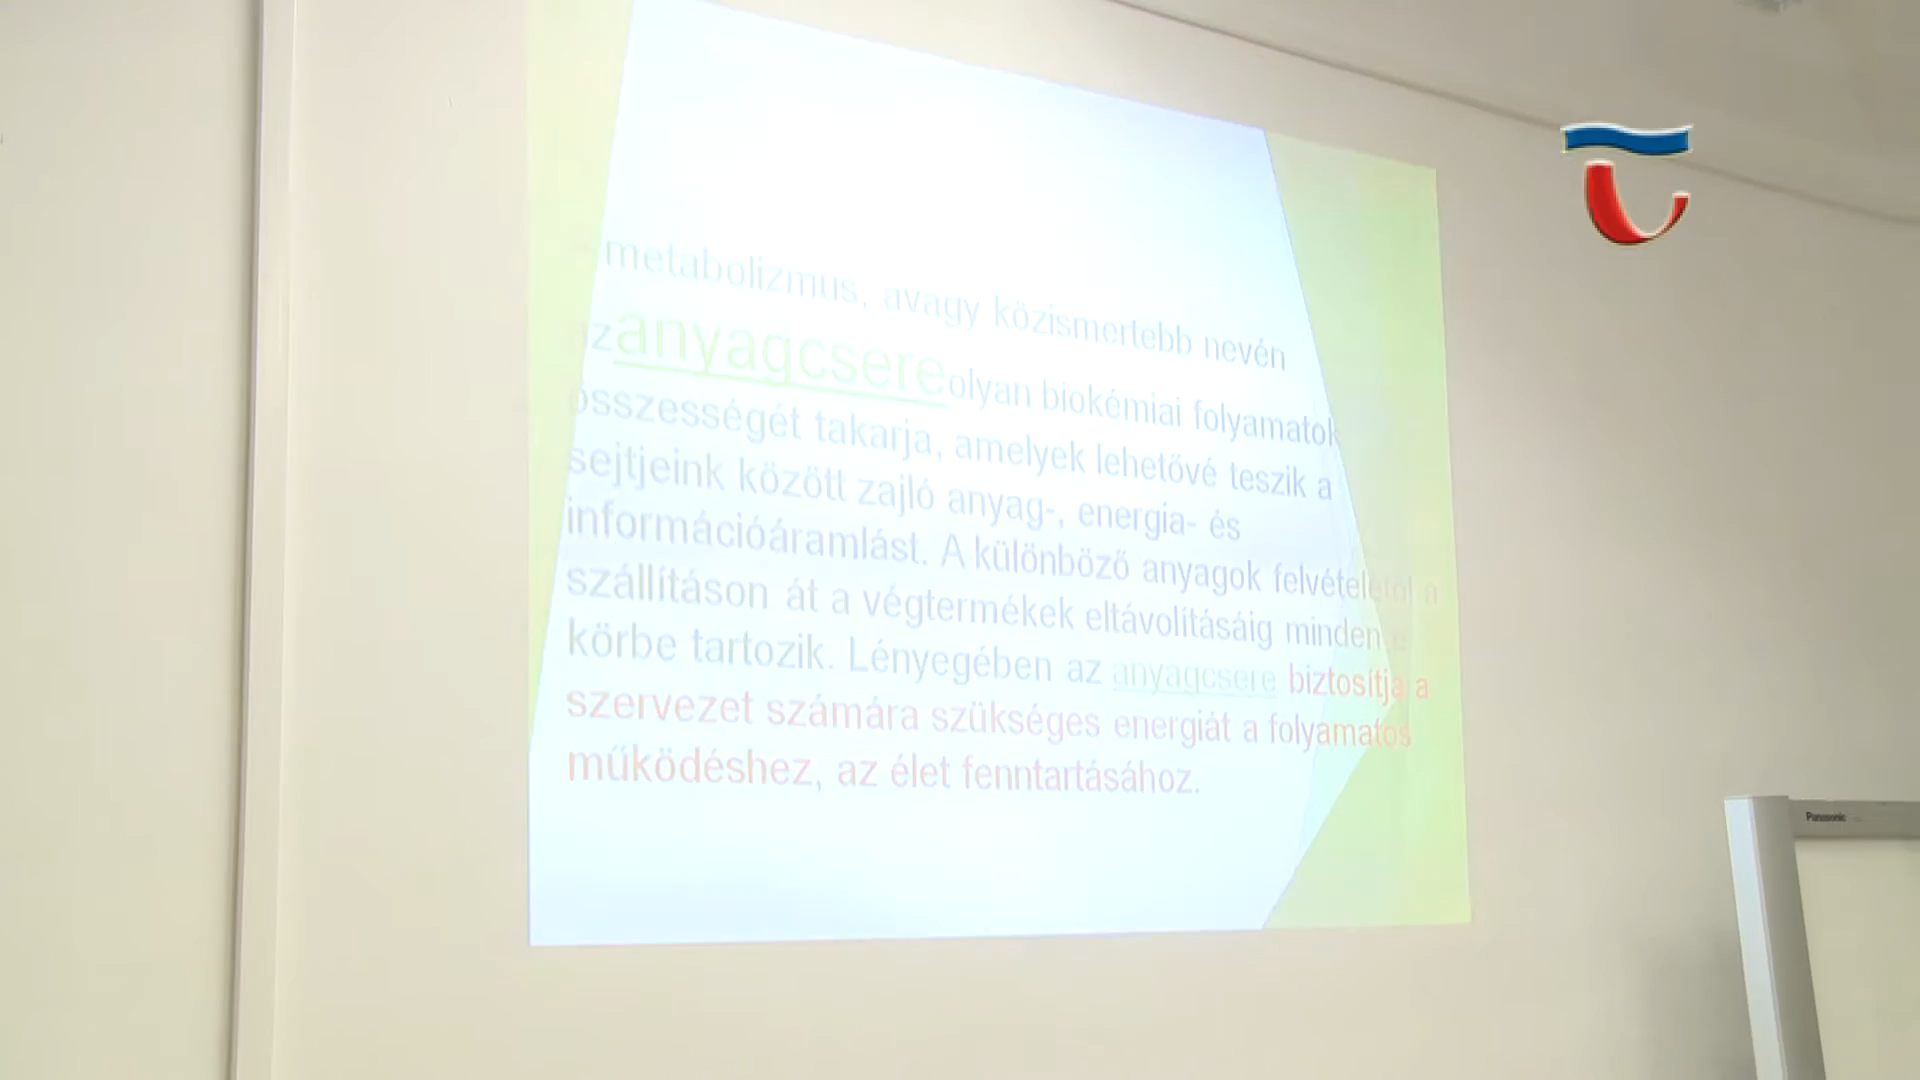 metabolizmus, avagy közismertebb nevén
az anyagcsere olyan biokémiai folyamatok
összességét takarja, amelyek lehetővé teszik a
sejtjeink között zajló anyag-, energia- és
információáramlást. A különböző anyagok felvételétől a
szállításon át a végtermékek eltávolításáig minden e
körbe tartozik. Lényegében az anyagcsere biztosítja a
szervezet számára szükséges energiát a folyamatos
működéshez, az élet fenntartásához.
Panasonic